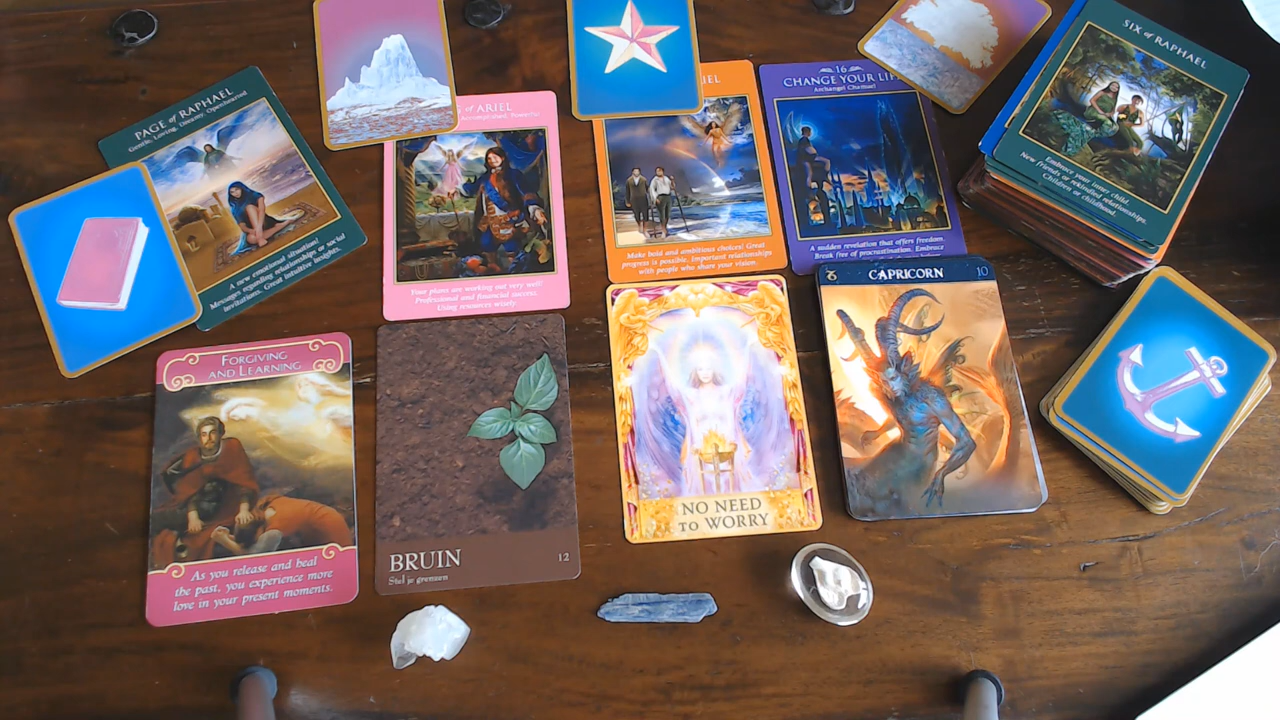 PAGE of RAPHAEL
Gentle, Loving, Dreamy, Openhearted
A new emotional situation!
Messages regarding relationships or social
invitations. Great intuitive insights.
of ARIEL
Accomplished, Powerful
Your plans are working out very well!
Professional and financial success.
Using resources wisely.
Make bold and ambitious choices! Great
progress is possible. Important relationships
with people who share your vision.
16
CHANGE YOUR
Archangel Chamuel
A sudden revelation that offers freedom.
Break free of procrastination. Embrace
SIX of RAPHAEL
Embrace your inner child.
New friends or rekindled relationships.
Children or childhood.
FORGIVING
AND LEARNING
As you release and heal
the past, you experience more
love in your present moments.
BRUIN
12
Stel je grenzen
NO NEED
TO WORRY
CAPRICORN
10